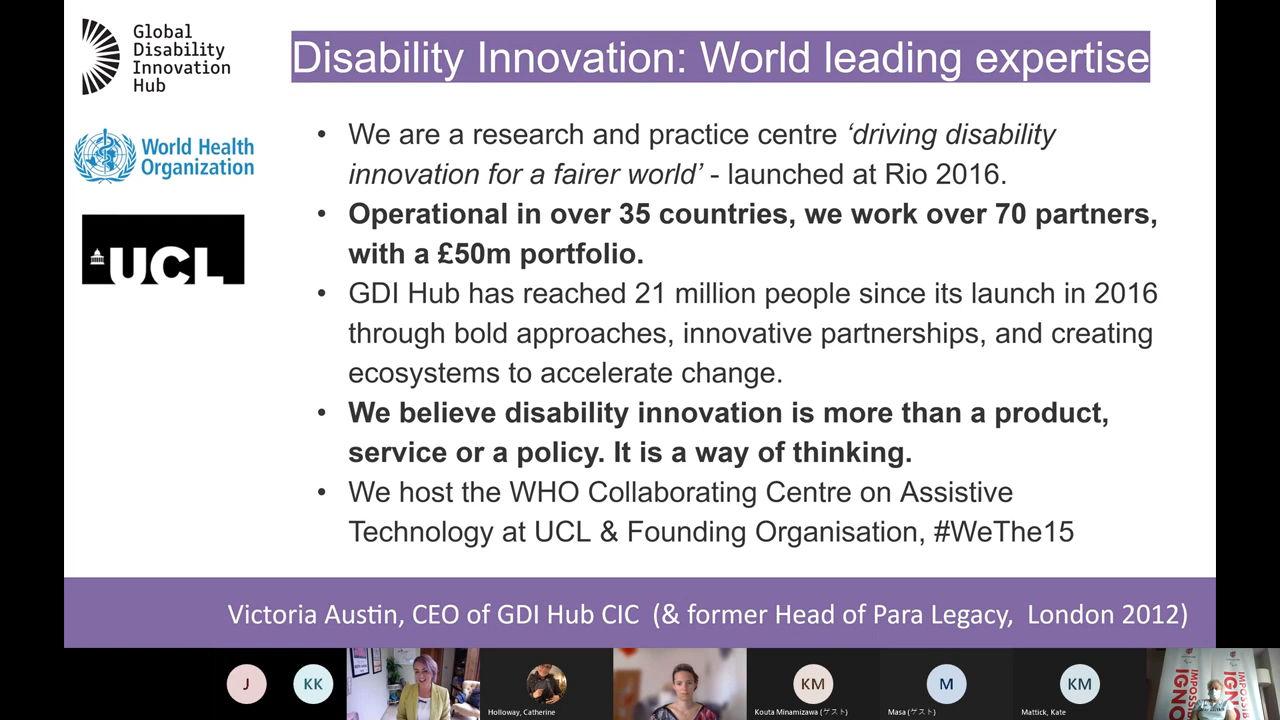 Global
Disability
Innovation
Hub
World Health
Organization
UCL
Disability Innovation: World leading expertise
• We are a research and practice centre ‘driving disability
innovation for a fairer world’ - launched at Rio 2016.
• Operational in over 35 countries, we work over 70 partners,
with a £50m portfolio.
• GDI Hub has reached 21 million people since its launch in 2016
through bold approaches, innovative partnerships, and creating
ecosystems to accelerate change.
• We believe disability innovation is more than a product,
service or a policy. It is a way of thinking.
• We host the WHO Collaborating Centre on Assistive
Technology at UCL & Founding Organisation, #WeThe15
Victoria Austin, CEO of GDI Hub CIC (& former Head of Para Legacy, London 2012)
J
KK
KM
M
KM
Holloway, Catherine
Kouta Minamizawa (ゲスト)
Masa (ゲスト)
Mattick, Kate